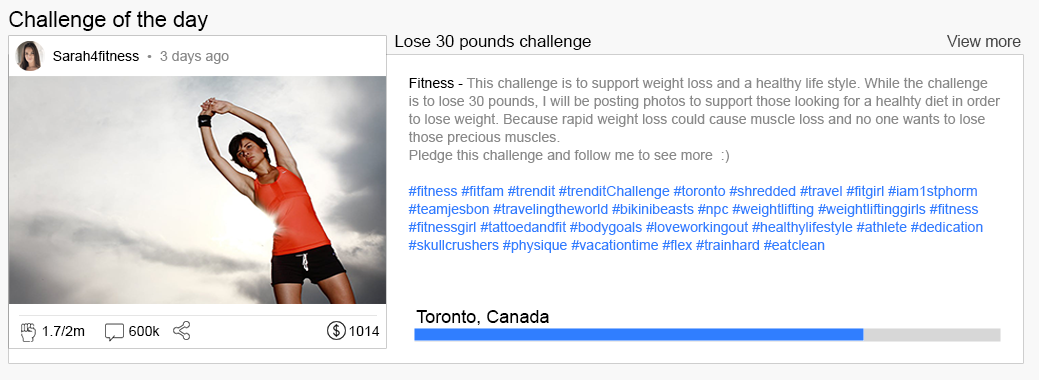 Challenge of the day
Sarah4fitness • 3 days ago
1.7/2m 600k $ 1014
Lose 30 pounds challenge
View more
Fitness - This challenge is to support weight loss and a healthy life style. While the challenge
is to lose 30 pounds, I will be posting photos to support those looking for a healhty diet in order
to lose weight. Because rapid weight loss could cause muscle loss and no one wants to lose
those precious muscles.
Pledge this challenge and follow me to see more :)
#fitness #fitfam #trendit #trenditChallenge #toronto #shredded #travel #fitgirl #iam1stphorm
#teamjesbon #travelingtheworld #bikinibeasts #npc #weightlifting #weightliftinggirls #fitness
#fitnessgirl #tattoedandfit #bodygoals #loveworkingout #healthylifestyle #athlete #dedication
#skullcrushers #physique #vacationtime #flex #trainhard #eatclean
Toronto, Canada